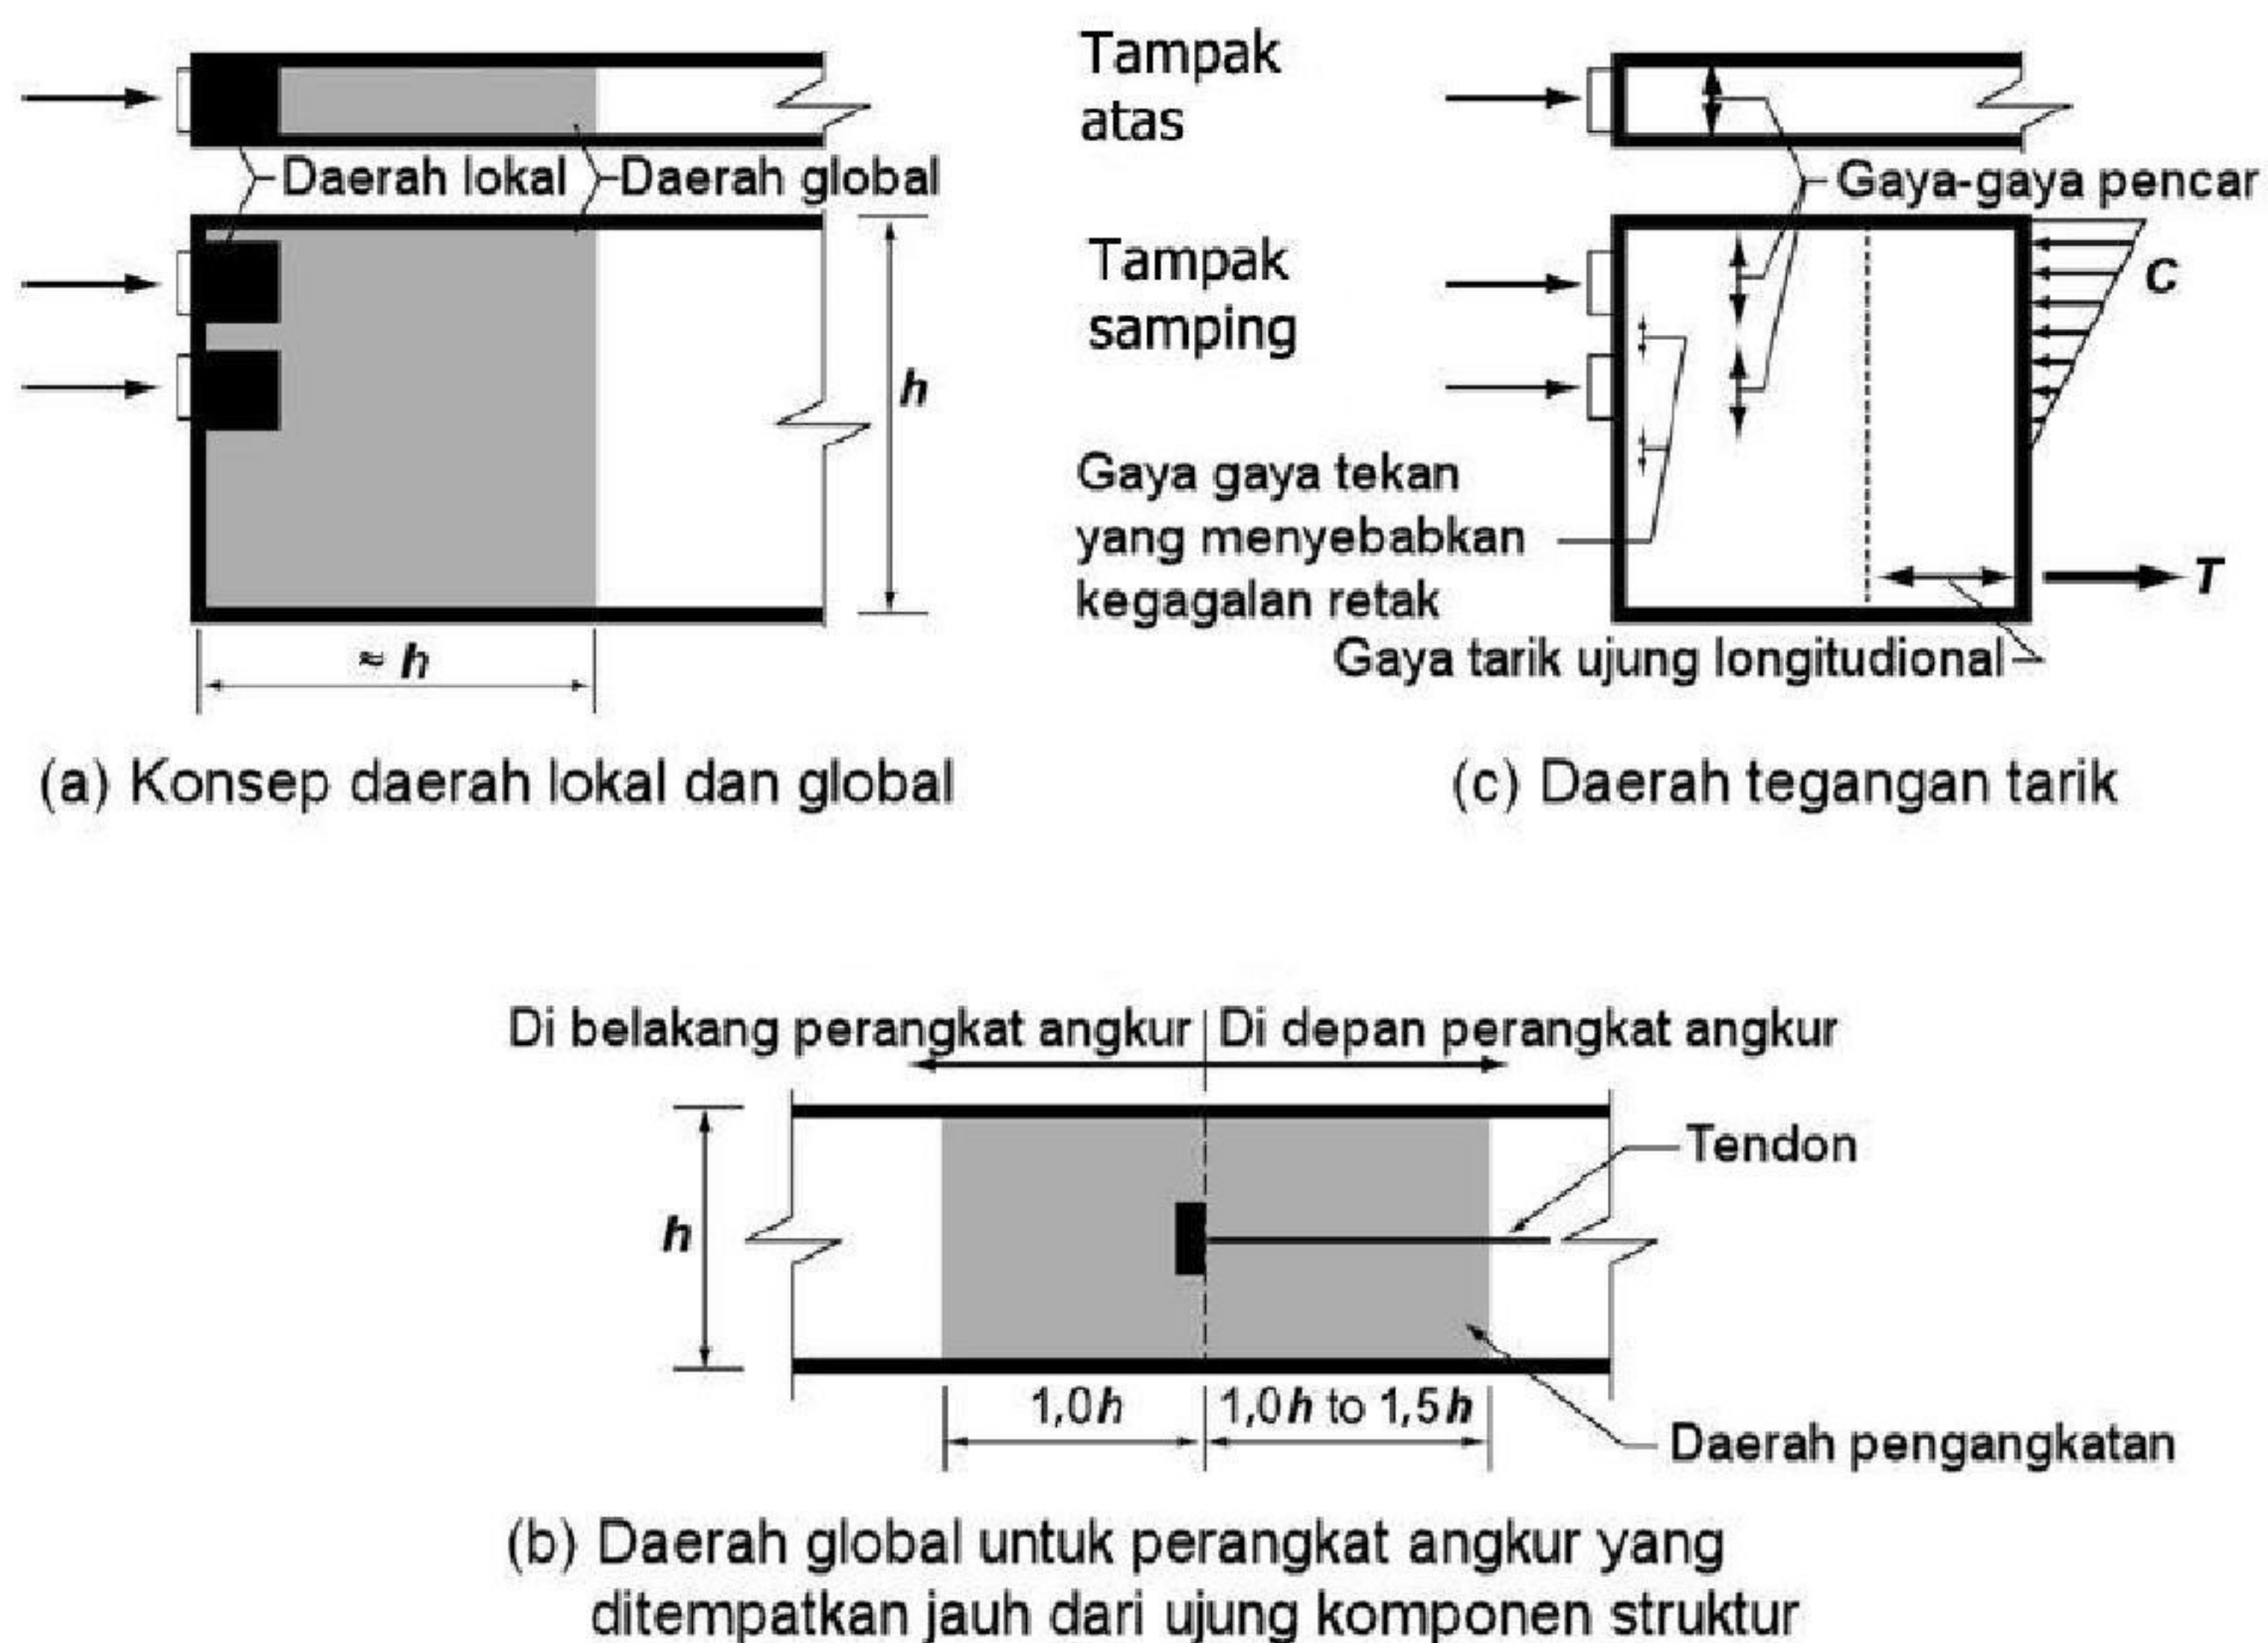 Tampak
atas
Daerah lokal
Daerah global
Gaya-gaya pencar
Tampak
samping
h
C
Gaya gaya tekan
yang menyebabkan
kegagalan retak
T
≈ h
Gaya tarik ujung longitudional
(a) Konsep daerah lokal dan global
(c) Daerah tegangan tarik
Di belakang perangkat angkur
Di depan perangkat angkur
Tendon
h
1,0h
1,0h to 1,5h
Daerah pengangkatan
(b) Daerah global untuk perangkat angkur yang
ditempatkan jauh dari ujung komponen struktur